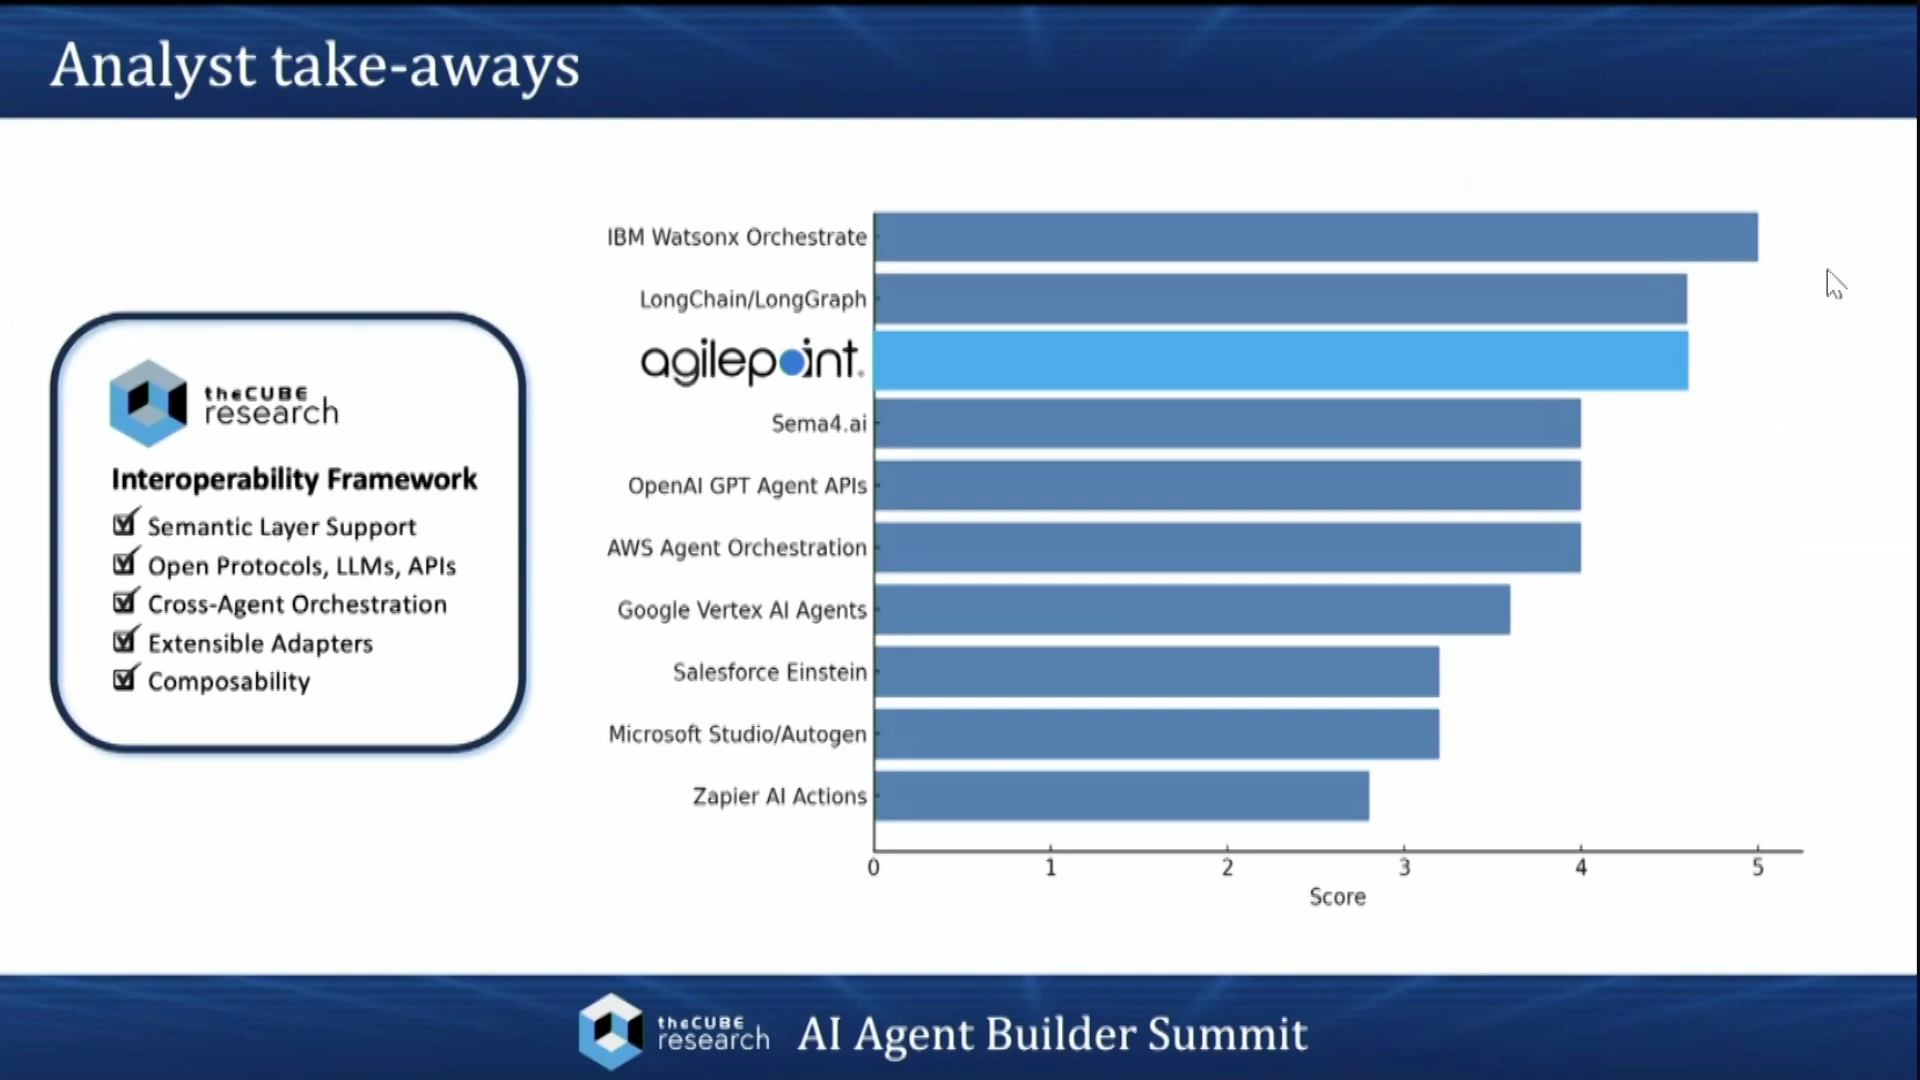 Analyst take-aways
theCUBE
research
Interoperability Framework
Semantic Layer Support
Open Protocols, LLMs, APIs
Cross-Agent Orchestration
Extensible Adapters
Composability
IBM Watsonx Orchestrate
LongChain/LongGraph
agilepoint.
Sema4.ai
OpenAI GPT Agent APIs
AWS Agent Orchestration
Google Vertex AI Agents
Salesforce Einstein
Microsoft Studio/Autogen
Zapier AI Actions
0 1 2 3 4 5
Score
theCUBE
research
AI Agent Builder Summit